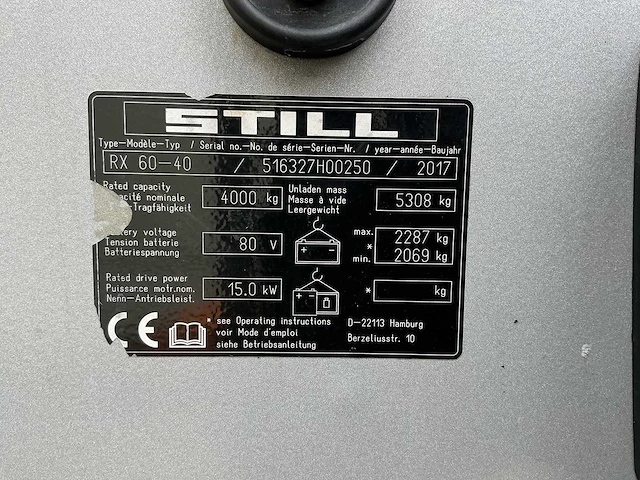 STILL
Type-Modèle-Typ / Serial no.-No. de série-Serien-Nr. / year-année-Baujahr
RX 60-40 / 516327H00250 / 2017
Rated capacity
nominale
Tragfähigkeit
4000 kg
Unladen mass
Masse à vide
Leergewicht
5308 kg
voltage
Tension batterie
Batteriespannung
80 V
+ -
max. 2287 kg
*
min. 2069 kg
Rated drive power
Puissance motr.nom.
Nenn-Antriebsleist.
15.0 kW
+ -
* kg
CE
* see Operating instructions
voir Mode d'emploi
siehe Betriebsanleitung
D-22113 Hamburg
Berzeliusstr. 10